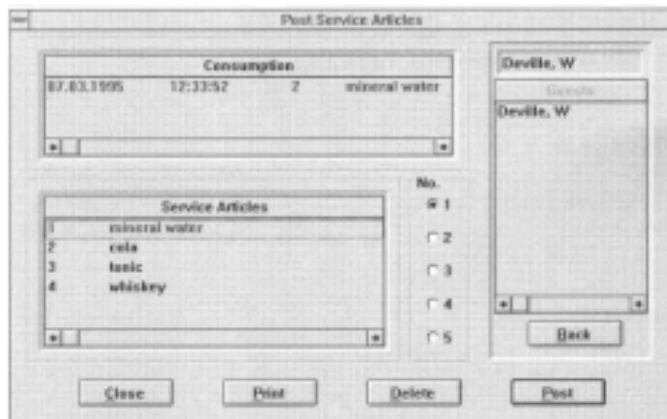 Post Service Articles
Consumption
07.03.1995 12:33:52 2 mineral water
Deville, W
Guests
Deville, W
Service Articles
1 mineral water
2 cola
3 tonic
4 whiskey
No.
1
2
3
4
5
Back
Close Print Delete Post